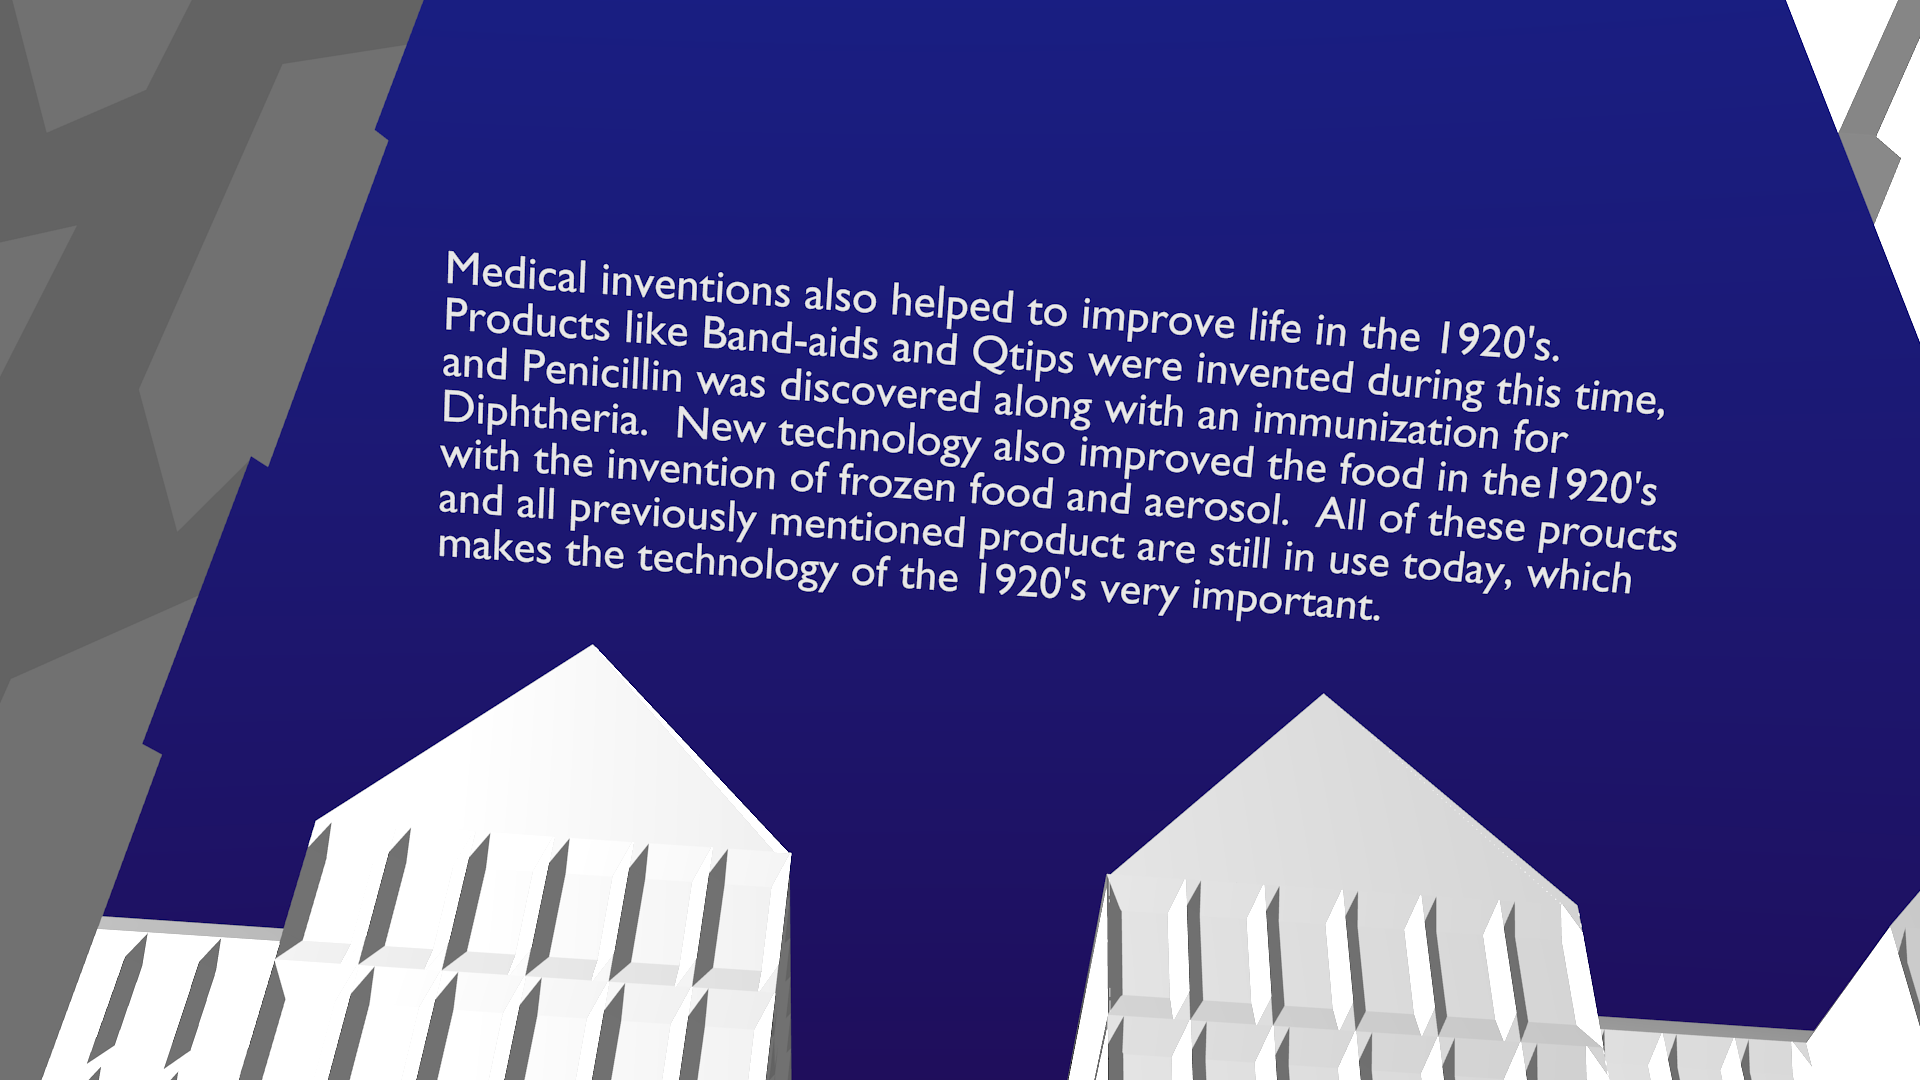 Medical inventions also helped to improve life in the 1920's.
Products like Band-aids and Qtips were invented during this time,
and Penicillin was discovered along with an immunization for
Diphtheria.  New technology also improved the food in the1920's
with the invention of frozen food and aerosol.  All of these proucts
and all previously mentioned product are still in use today, which
makes the technology of the 1920's very important.